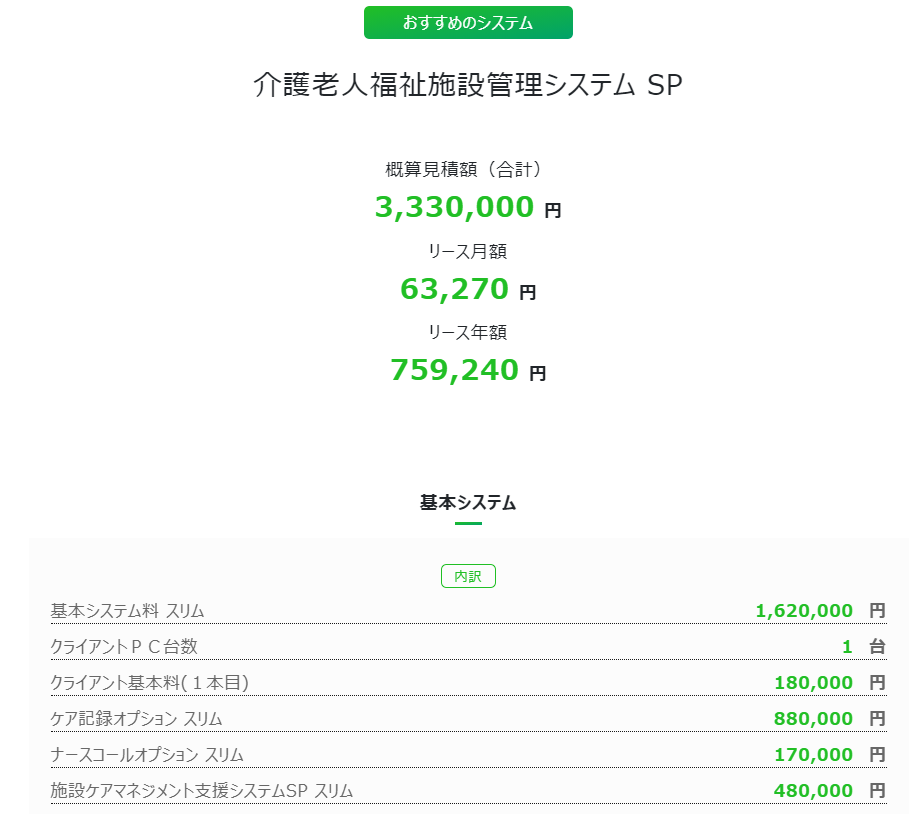 おすすめのシステム
介護老人福祉施設管理システム SP
概算見積額（合計）
3,330,000 円
リース月額
63,270 円
リース年額
759,240 円
基本システム
内訳
基本システム料 スリム 1,620,000 円
クライアントＰＣ台数 1 台
クライアント基本料(１本目) 180,000 円
ケア記録オプション スリム 880,000 円
ナースコールオプション スリム 170,000 円
施設ケアマネジメント支援システムSP スリム 480,000 円